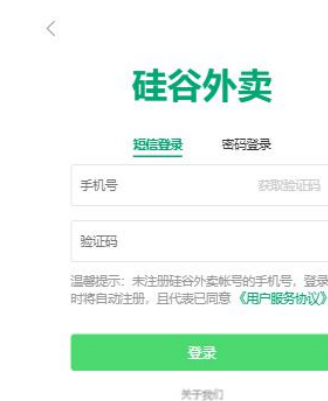 硅谷外卖
短信登录 密码登录
手机号 获取验证码
验证码
温馨提示：未注册硅谷外卖帐号的手机号，登录
时将自动注册，且代表已同意《用户服务协议》
登录
关于我们